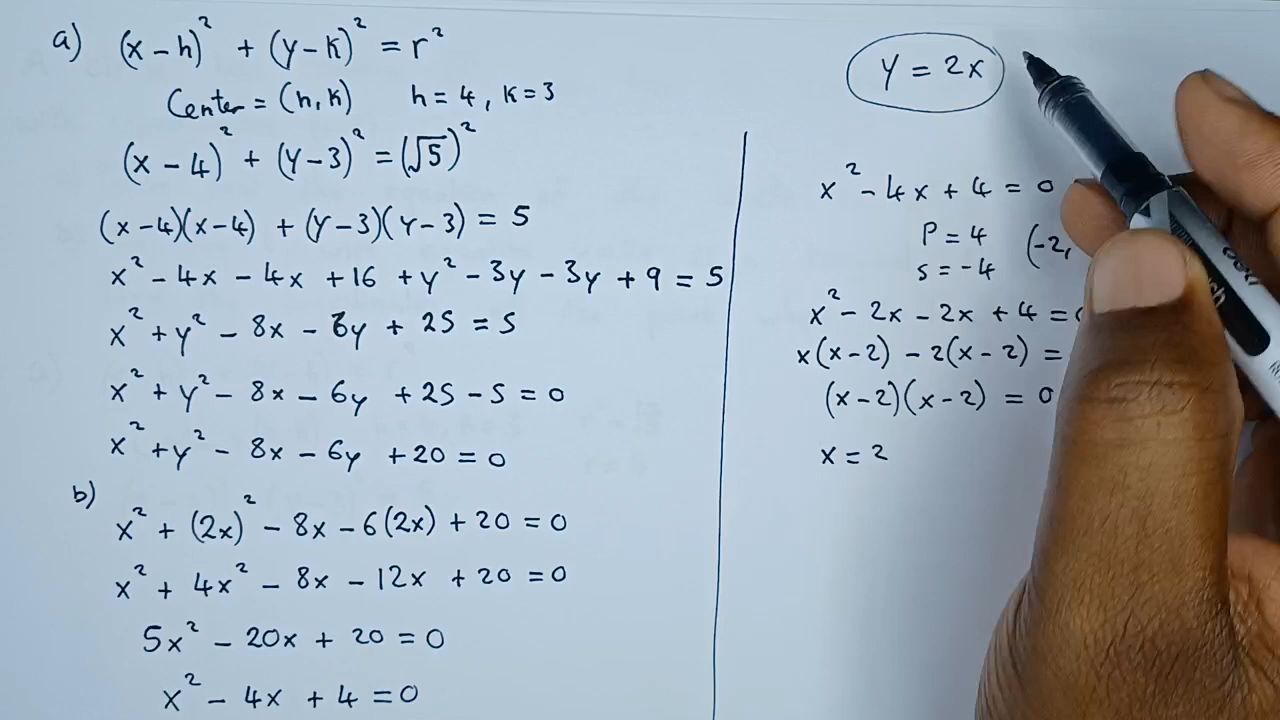 a) (x-h)² + (y-k)² = r²
Center = (h,k) h = 4, k = 3
(x-4)² + (y-3)² = (√5)²
(x-4)(x-4) + (y-3)(y-3) = 5
x² - 4x - 4x + 16 + y² - 3y - 3y + 9 = 5
x² + y² - 8x - 6y + 25 = 5
x² + y² - 8x - 6y + 25 - 5 = 0
x² + y² - 8x - 6y + 20 = 0
b)
x² + (2x)² - 8x - 6(2x) + 20 = 0
x² + 4x² - 8x - 12x + 20 = 0
5x² - 20x + 20 = 0
x² - 4x + 4 = 0
y = 2x
x² - 4x + 4 = 0
P = 4 (-2,
s = -4
x² - 2x - 2x + 4 =
x(x-2) - 2(x-2) =
(x-2)(x-2) = 0
x = 2